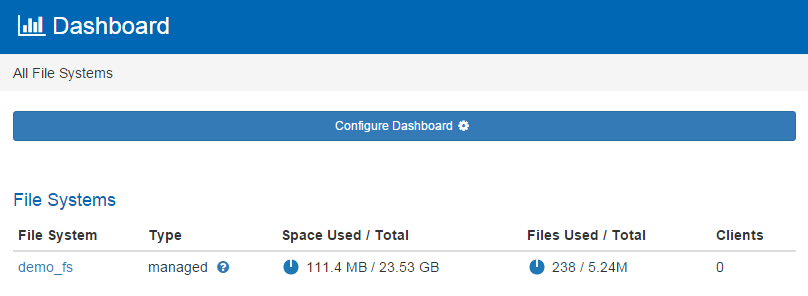 Dashboard
All File Systems
Configure Dashboard
File Systems
File System Type Space Used / Total Files Used / Total Clients
demo_fs managed ? 111.4 MB / 23.53 GB 238 / 5.24M 0